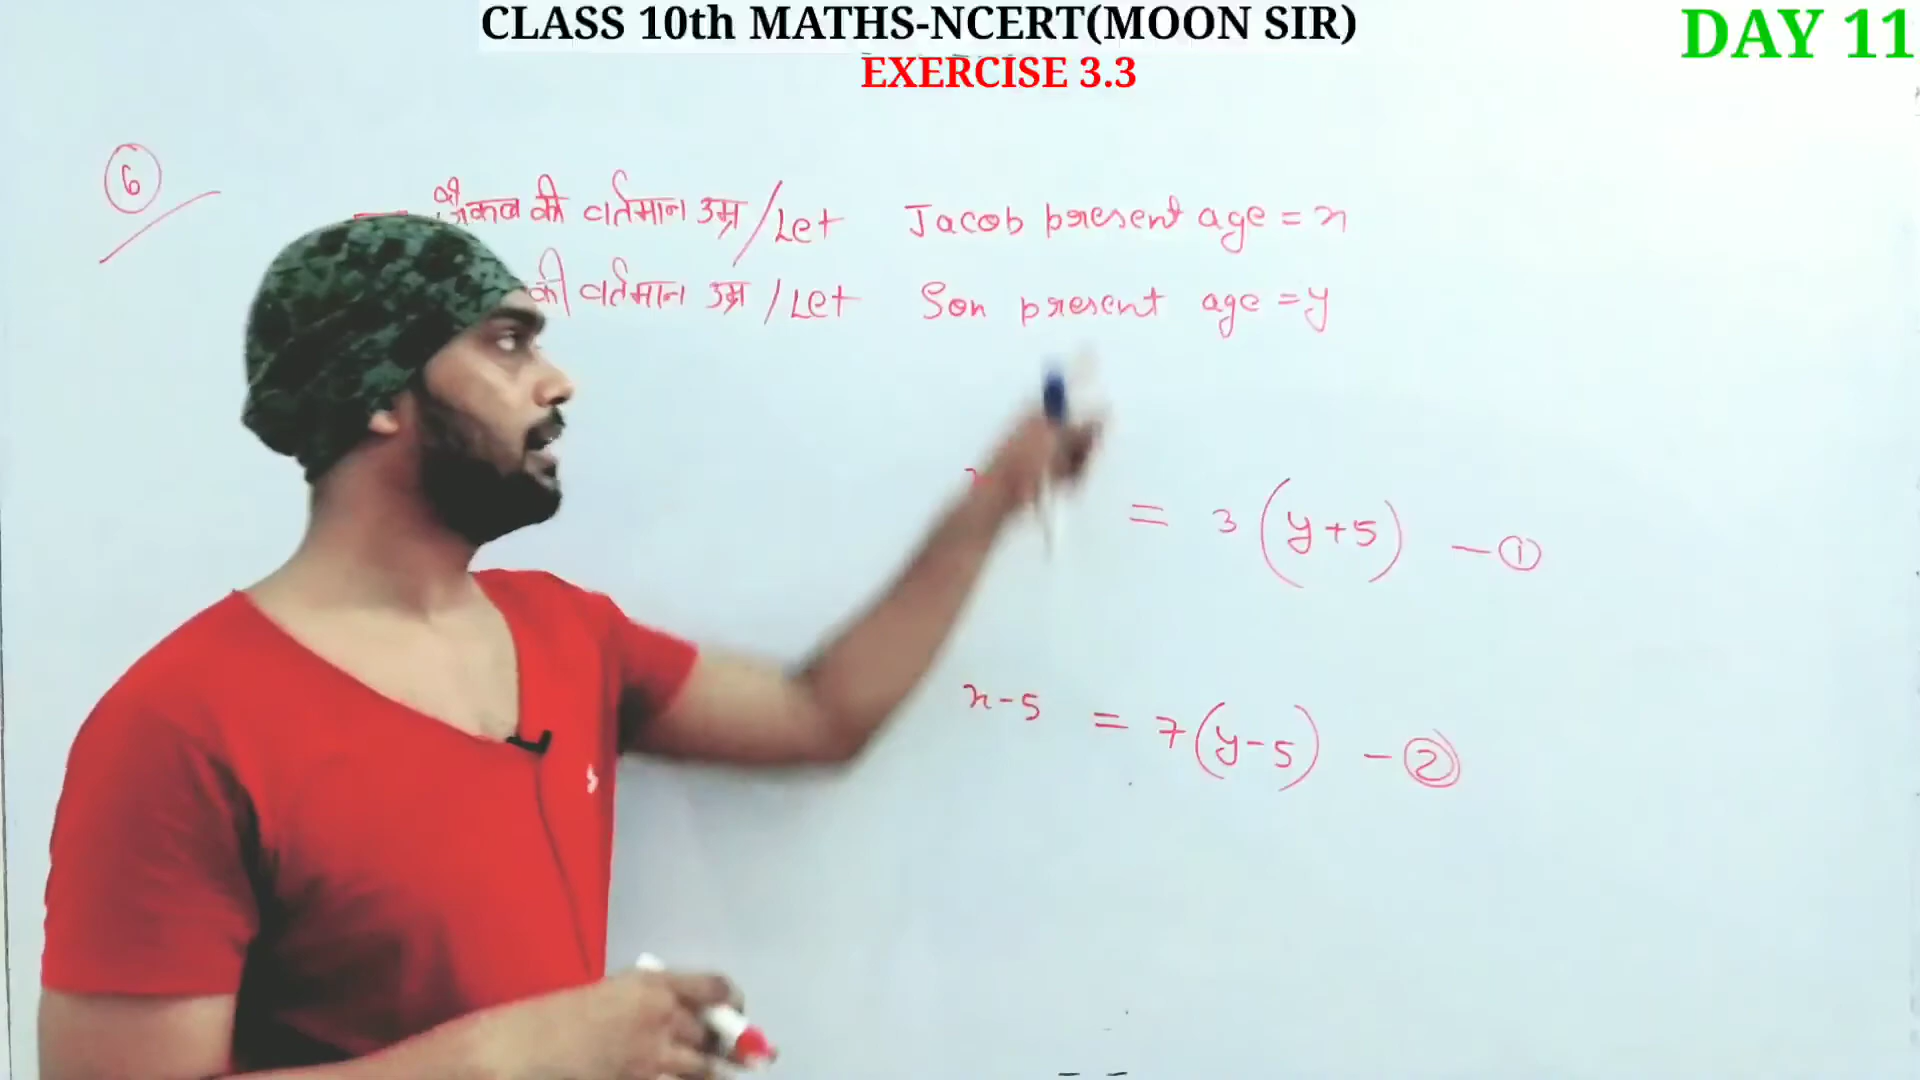 CLASS 10th MATHS-NCERT(MOON SIR)
DAY 11
EXERCISE 3.3
6
जैकब की वर्तमान उम्र / Let Jacob present age = x
की वर्तमान उम्र / Let Son present age = y
= 3 (y+5) - ①
x-5 = 7(y-5) - ②